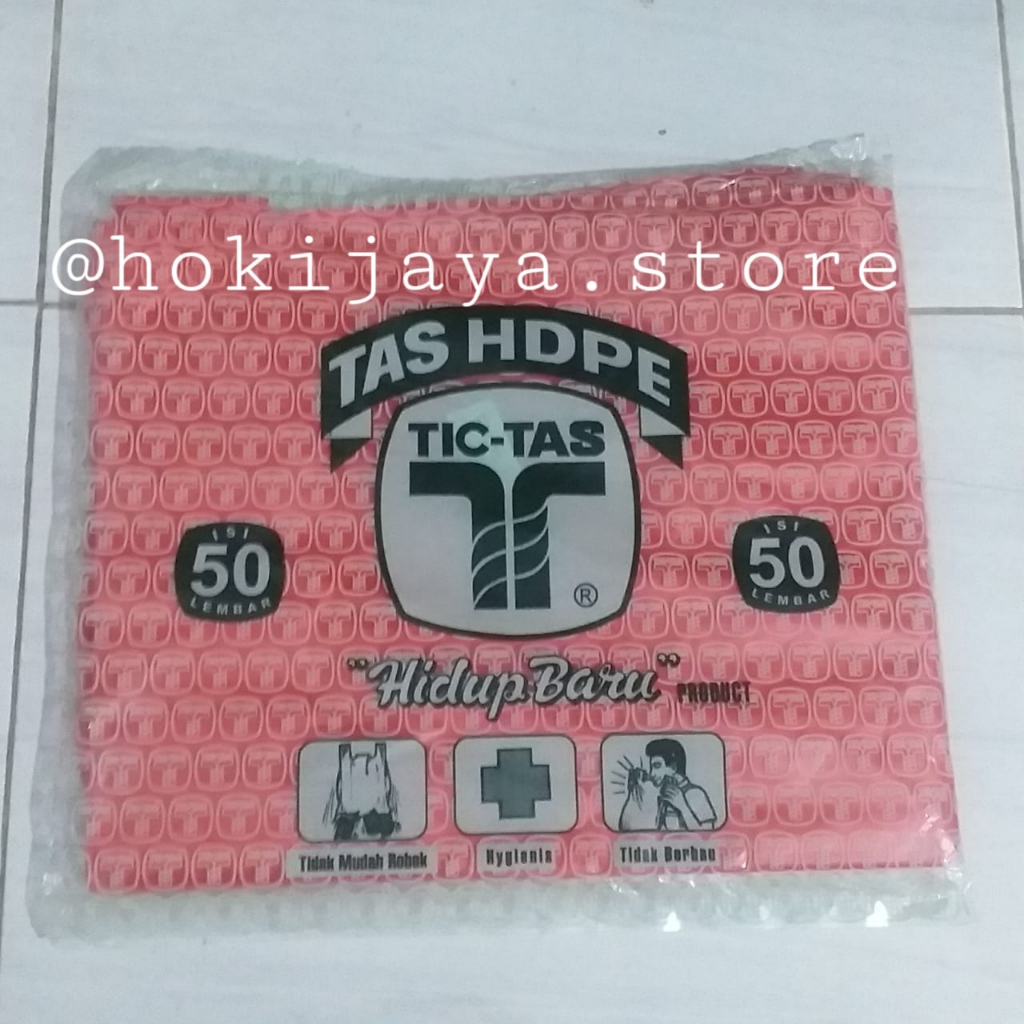 @hokijaya.store
TAS HDPE
TIC-TAS
®
ISI
50
LEMBAR
ISI
50
LEMBAR
"Hidup Baru" PRODUCT
Tidak Mudah Robek
Hygienis
Tidak Berbau